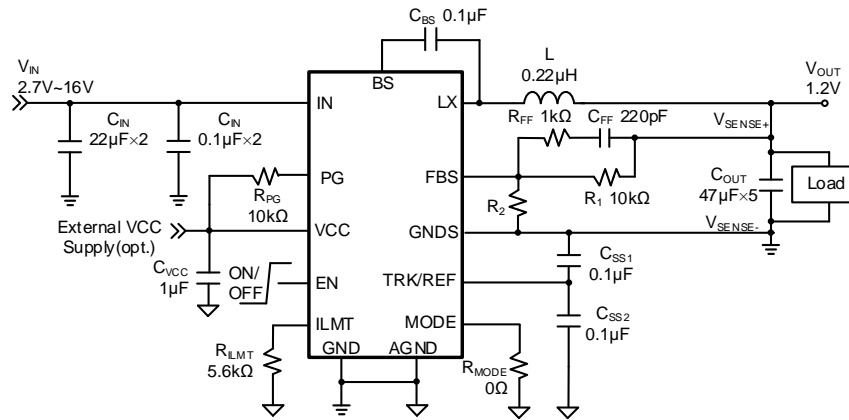 C_BS 0.1µF
V_IN
2.7V~16V
BS
L
0.22µH
V_OUT
1.2V
IN
LX
C_IN
22µF×2
C_IN
0.1µF×2
R_FF 1kΩ
C_FF 220pF
V_SENSE+
PG
R_PG
10kΩ
FBS
R_1 10kΩ
C_OUT
47µF×5
Load
R_2
External VCC
Supply(opt.)
VCC
GNDS
V_SENSE-
C_VCC
1µF
ON/
OFF
EN
C_SS1
0.1µF
TRK/REF
C_SS2
0.1µF
ILMT
MODE
R_ILMT
5.6kΩ
GND
AGND
R_MODE
0Ω